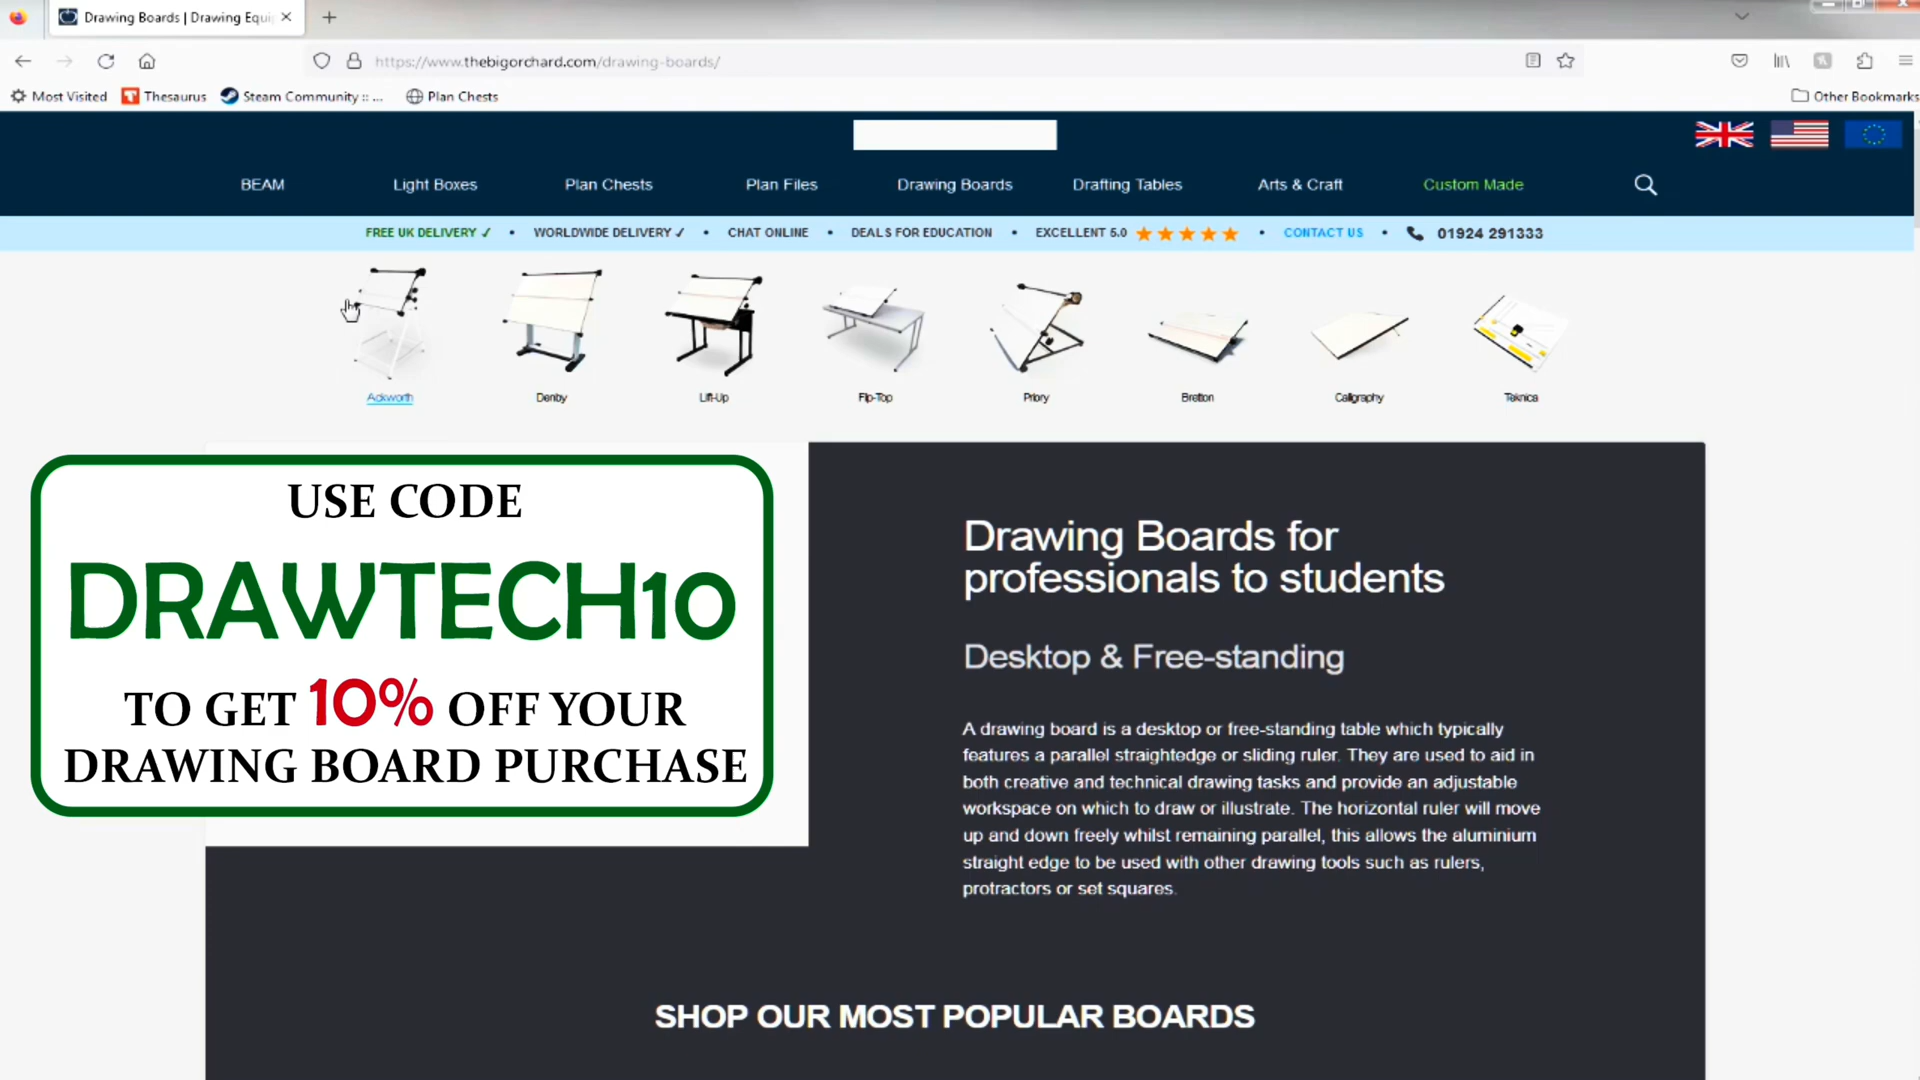 Drawing Boards | Drawing Equi
https://www.thebigorchard.com/drawing-boards/
Most Visited
Thesaurus
Steam Community :: ...
Plan Chests
Other Bookmarks
BEAM
Light Boxes
Plan Chests
Plan Files
Drawing Boards
Drafting Tables
Arts & Craft
Custom Made
FREE UK DELIVERY ✓ • WORLDWIDE DELIVERY ✓ • CHAT ONLINE • DEALS FOR EDUCATION • EXCELLENT 5.0 ★★★★★ • CONTACT US • 01924 291333
Ackworth
Denby
Lift-Up
Flip-Top
Priory
Bretton
Calligraphy
Teknica
USE CODE
DRAWTECH10
TO GET 10% OFF YOUR
DRAWING BOARD PURCHASE
Drawing Boards for
professionals to students
Desktop & Free-standing
A drawing board is a desktop or free-standing table which typically
features a parallel straightedge or sliding ruler. They are used to aid in
both creative and technical drawing tasks and provide an adjustable
workspace on which to draw or illustrate. The horizontal ruler will move
up and down freely whilst remaining parallel, this allows the aluminium
straight edge to be used with other drawing tools such as rulers,
protractors or set squares.
SHOP OUR MOST POPULAR BOARDS